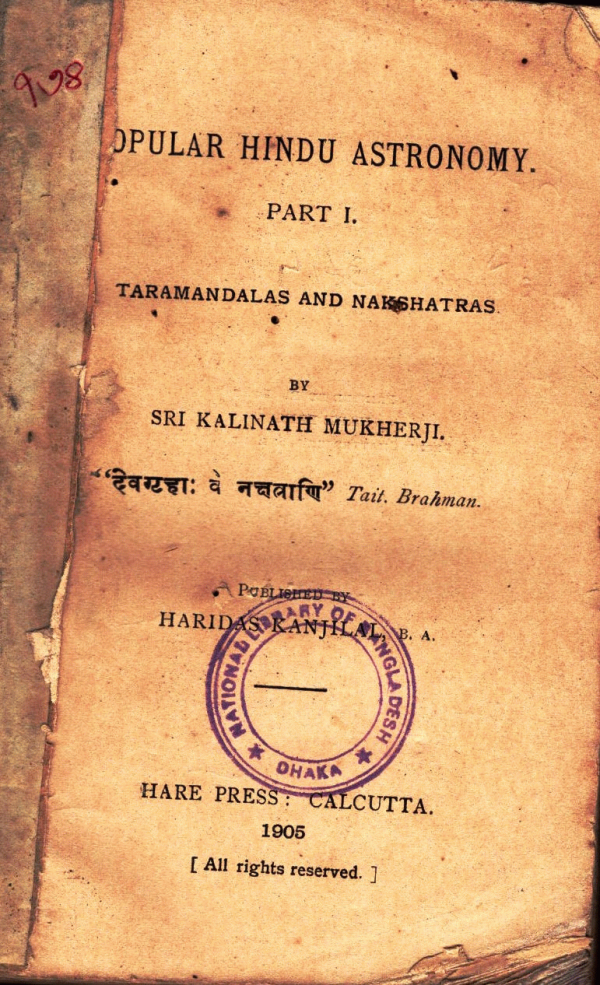 OPULAR HINDU ASTRONOMY.
PART I.
TARAMANDALAS AND NAKSHATRAS
BY
SRI KALINATH MUKHERJI.
“देवगृहाः वे नक्षत्राणि” Tait. Brahman.
PUBLISHED BY
HARIDAS KANJILAL, B. A.
NATIONAL LIBRARY OF BANGLADESH
DHAKA
HARE PRESS: CALCUTTA.
1905
[ All rights reserved. ]